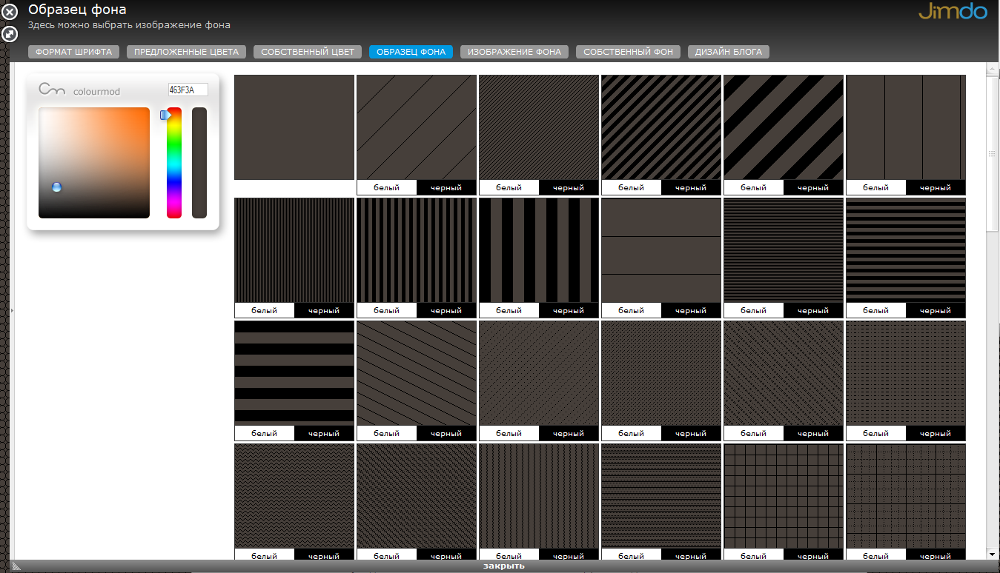 Образец фона
Jimdo
Здесь можно выбрать изображение фона
ФОРМАТ ШРИФТА ПРЕДЛОЖЕННЫЕ ЦВЕТА СОБСТВЕННЫЙ ЦВЕТ ОБРАЗЕЦ ФОНА ИЗОБРАЖЕНИЕ ФОНА СОБСТВЕННЫЙ ФОН ДИЗАЙН БЛОГА
Cm colourmod 463F3A
белый черный белый черный белый черный белый черный белый черный
белый черный белый черный белый черный белый черный белый черный белый черный
белый черный белый черный белый черный белый черный белый черный белый черный
белый черный белый черный белый черный белый черный белый черный белый черный
закрыть